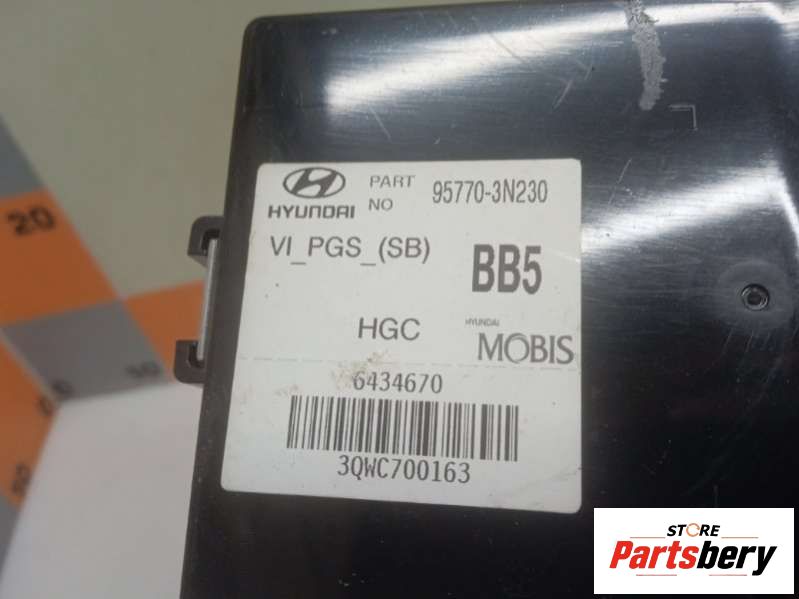 HYUNDAI
PART NO 95770-3N230
VI_PGS_(SB)
BB5
HGC
HYUNDAI
MOBIS
6434670
3QWC700163
20
STORE
Partsbery